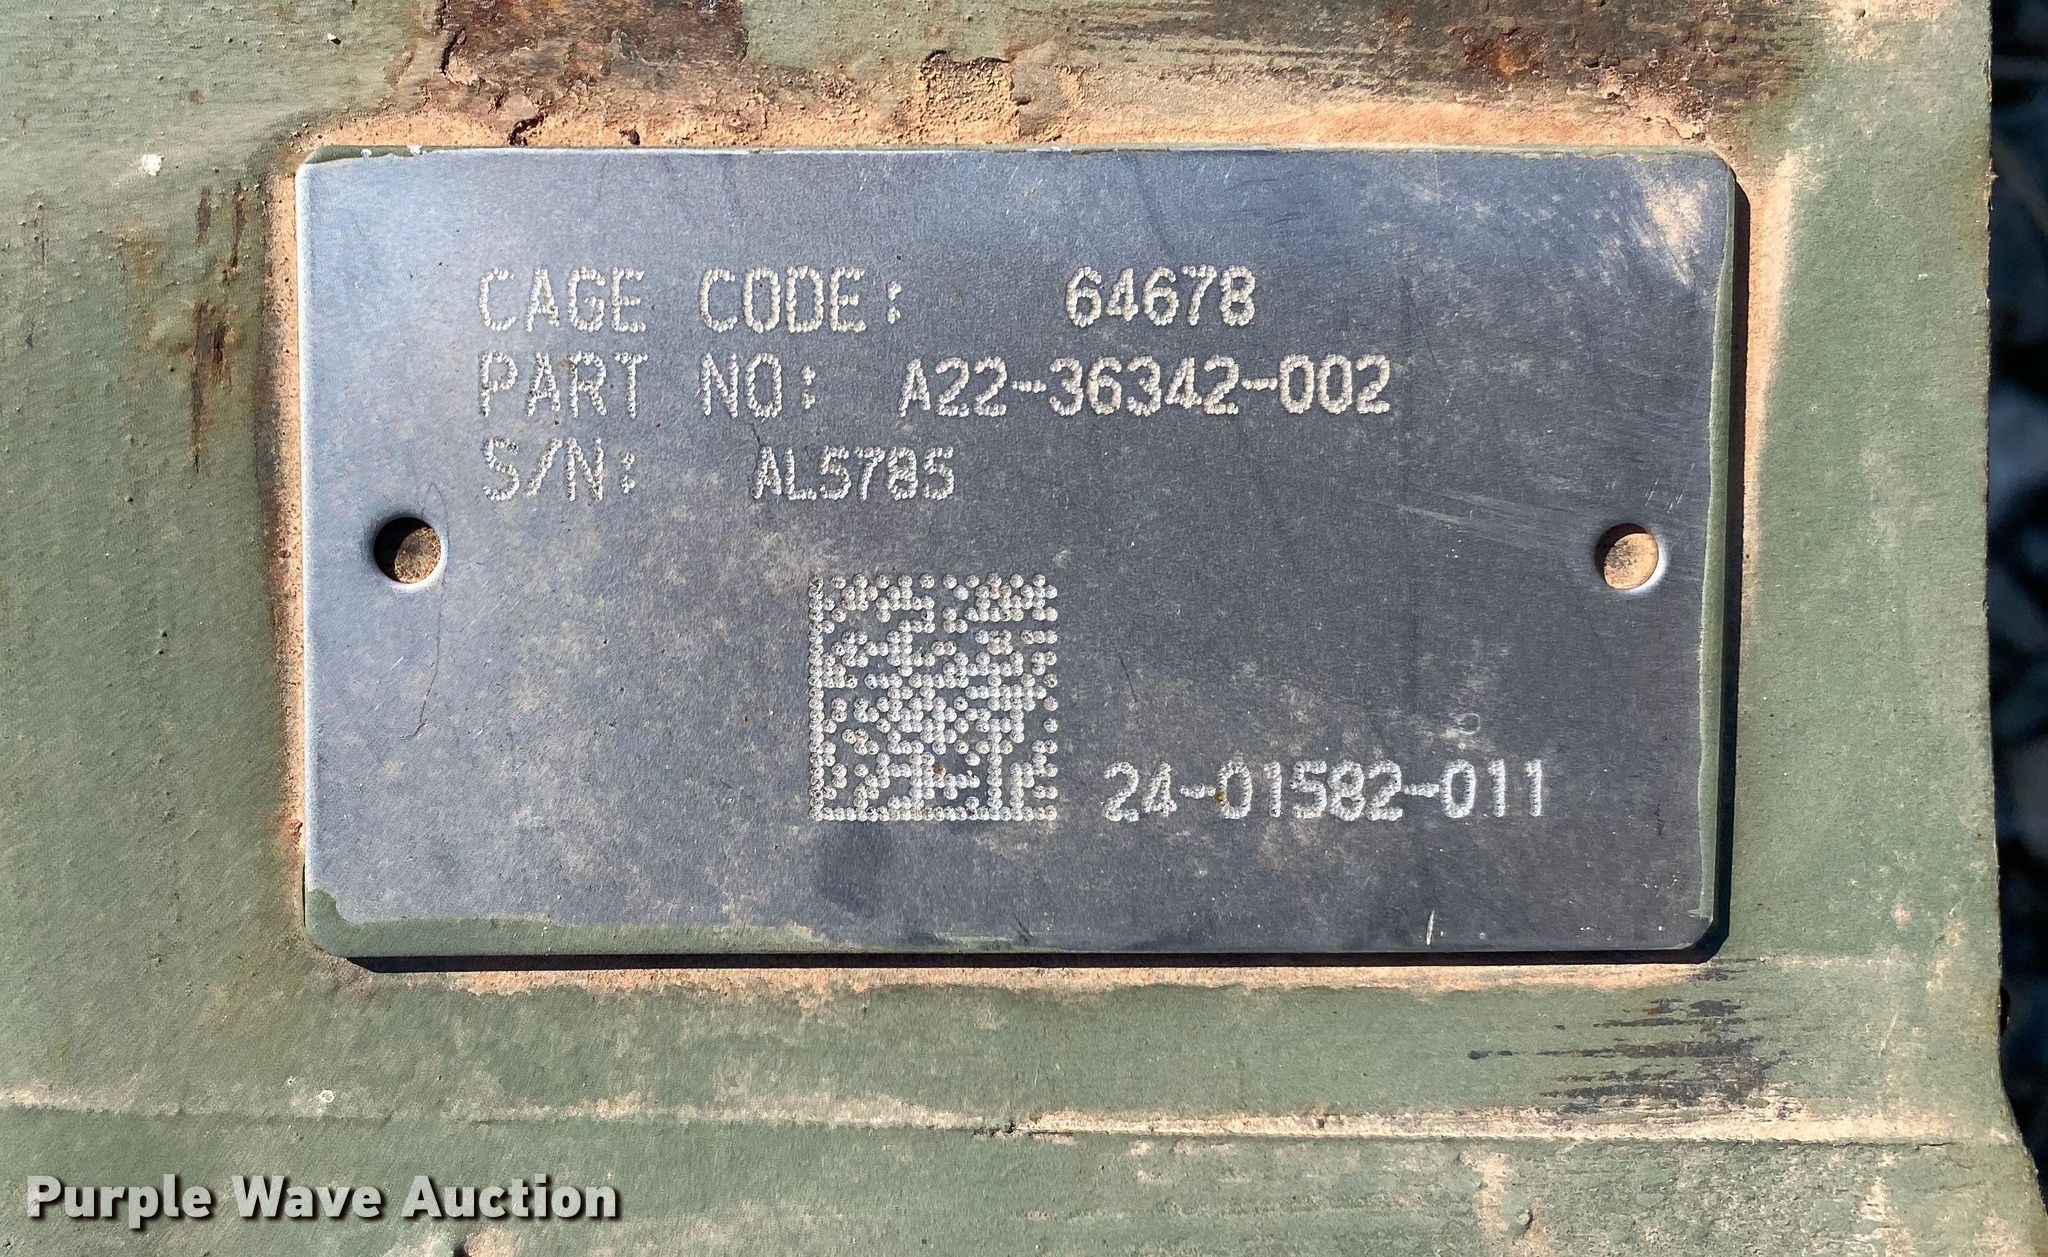 CAGE CODE: 64678
PART NO: A22-36342-002
S/N: AL5785
24-01582-011
Purple Wave Auction